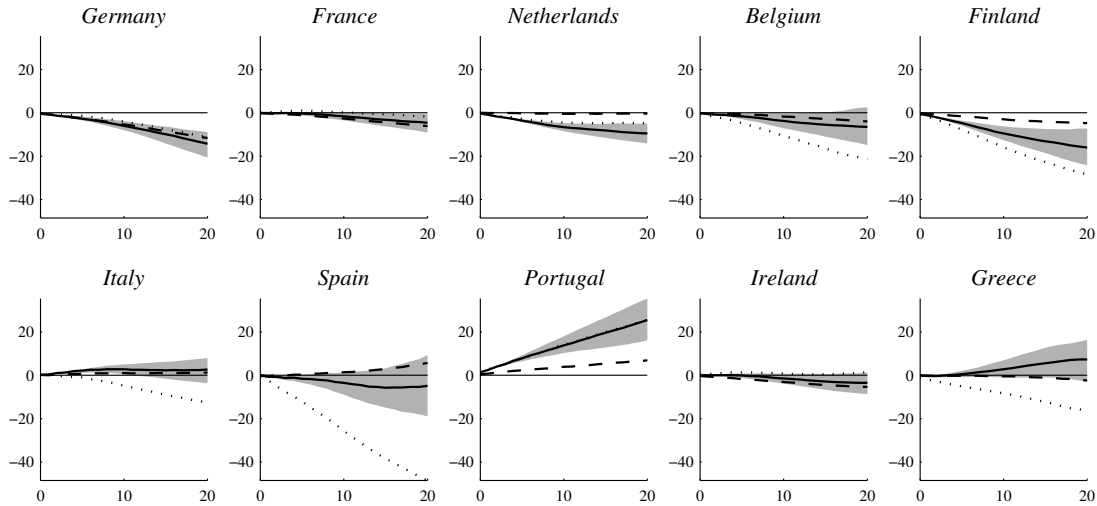 Germany France Netherlands Belgium Finland
20 20 20 20 20
0 0 0 0 0
−20 −20 −20 −20 −20
−40 −40 −40 −40 −40
0 10 20 0 10 20 0 10 20 0 10 20 0 10 20
Italy Spain Portugal Ireland Greece
20 20 20 20 20
0 0 0 0 0
−20 −20 −20 −20 −20
−40 −40 −40 −40 −40
0 10 20 0 10 20 0 10 20 0 10 20 0 10 20